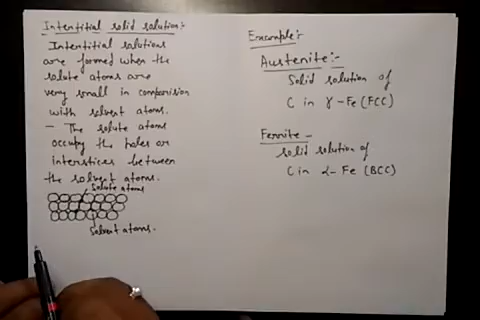 Intentitial solid solution:-
Intentitial solutions
are formed when the
solute atoms are
very small in comparision
with solvent atoms.
- The solute atoms
occupy the holes or
interstices between
the solvent atoms.
Solute atoms
Solvent atoms.
Example:-
Austenite:-
Solid solution of
C in γ-Fe (FCC)
Ferrite -
solid solution of
C in α-Fe (BCC)